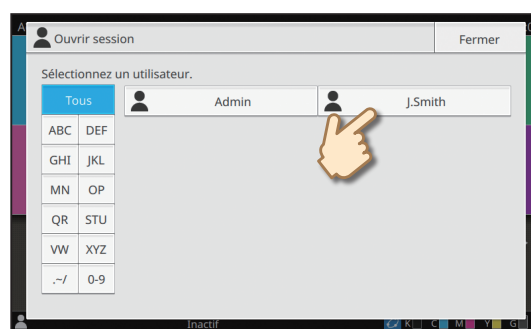 Ouvrir session
Fermer
Sélectionnez un utilisateur.
Tous
Admin
J.Smith
ABC DEF
GHI JKL
MN OP
QR STU
VW XYZ
.~/ 0-9
Inactif
K C M Y G